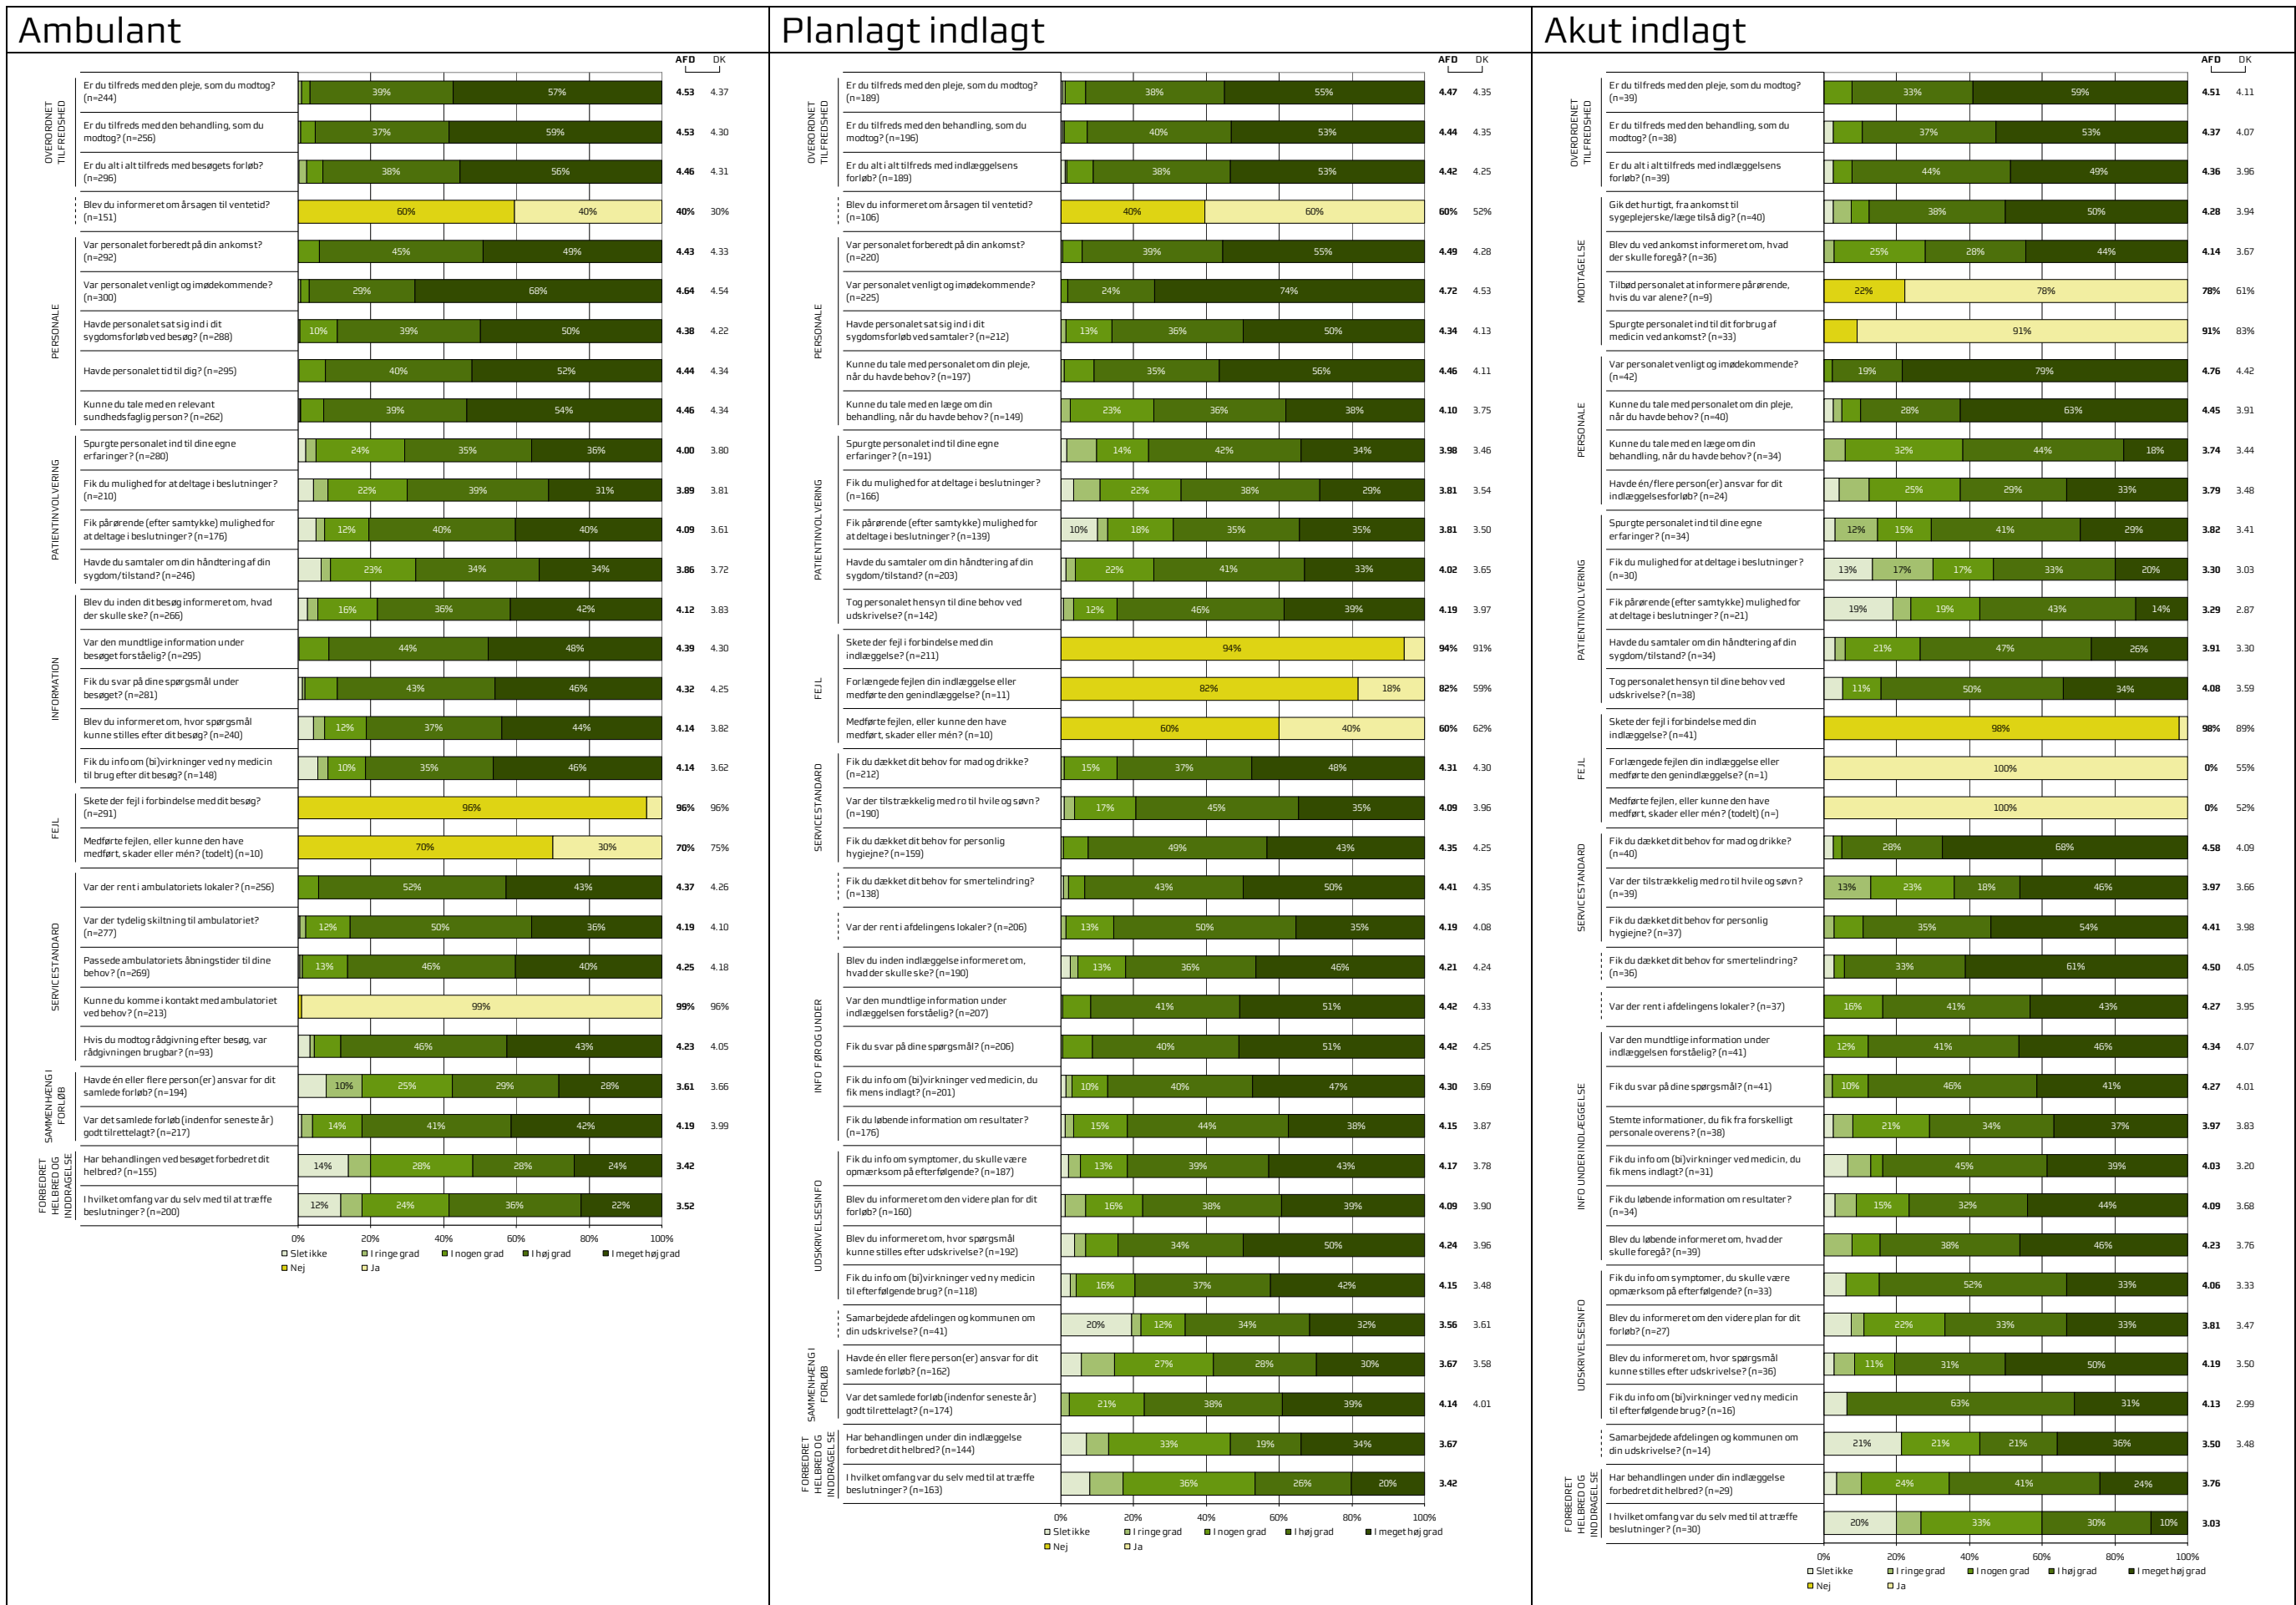 Ambulant
AFD DK
OVERORDNET TILFREDSHED
Er du tilfreds med den pleje, som du modtog?
(n=244)
39% 57% 4.53 4.37
Er du tilfreds med den behandling, som du
modtog? (n=256)
37% 59% 4.53 4.30
Er du alt i alt tilfreds med besøgets forløb?
(n=296)
38% 56% 4.46 4.31
Blev du informeret om årsagen til ventetid?
(n=151)
60% 40% 40% 30%
PERSONALE
Var personalet forberedt på din ankomst?
(n=292)
45% 49% 4.43 4.33
Var personalet venligt og imødekommende?
(n=300)
29% 68% 4.64 4.54
Havde personalet sat sig ind i dit
sygdomsforløb ved besøg? (n=288)
10% 39% 50% 4.38 4.22
Havde personalet tid til dig? (n=295)
40% 52% 4.44 4.34
Kunne du tale med en relevant
sundhedsfaglig person? (n=262)
39% 54% 4.46 4.34
PATIENTINVOLVERING
Spurgte personalet ind til dine egne
erfaringer? (n=280)
24% 35% 36% 4.00 3.80
Fik du mulighed for at deltage i beslutninger?
(n=210)
22% 39% 31% 3.89 3.81
Fik pårørende (efter samtykke) mulighed for
at deltage i beslutninger? (n=176)
12% 40% 40% 4.09 3.61
Havde du samtaler om din håndtering af din
sygdom/tilstand? (n=246)
23% 34% 34% 3.86 3.72
INFORMATION
Blev du inden dit besøg informeret om, hvad
der skulle ske? (n=266)
16% 36% 42% 4.12 3.83
Var den mundtlige information under
besøget forståelig? (n=295)
44% 48% 4.39 4.30
Fik du svar på dine spørgsmål under
besøget? (n=281)
43% 46% 4.32 4.25
Blev du informeret om, hvor spørgsmål
kunne stilles efter dit besøg? (n=240)
12% 37% 44% 4.14 3.82
Fik du info om (bi)virkninger ved ny medicin
til brug efter dit besøg? (n=148)
10% 35% 46% 4.14 3.62
FEJL
Skete der fejl i forbindelse med dit besøg?
(n=291)
96% 96% 96%
Medførte fejlen, eller kunne den have
medført, skader eller mén? (todelt) (n=10)
70% 30% 70% 75%
SERVICESTANDARD
Var der rent i ambulatoriets lokaler? (n=256)
52% 43% 4.37 4.26
Var der tydelig skiltning til ambulatoriet?
(n=277)
12% 50% 36% 4.19 4.10
Passede ambulatoriets åbningstider til dine
behov? (n=269)
13% 46% 40% 4.25 4.18
Kunne du komme i kontakt med ambulatoriet
ved behov? (n=213)
99% 99% 96%
Hvis du modtog rådgivning efter besøg, var
rådgivningen brugbar? (n=93)
46% 43% 4.23 4.05
SAMMENHÆNG I FORLØB
Havde én eller flere person(er) ansvar for dit
samlede forløb? (n=194)
10% 25% 29% 28% 3.61 3.66
Var det samlede forløb (indenfor seneste år)
godt tilrettelagt? (n=217)
14% 41% 42% 4.19 3.99
FORBEDRET HELBRED OG INDDRAGELSE
Har behandlingen ved besøget forbedret dit
helbred? (n=155)
14% 28% 28% 24% 3.42
I hvilket omfang var du selv med til at træffe
beslutninger? (n=200)
12% 24% 36% 22% 3.52
0% 20% 40% 60% 80% 100%
Slet ikke I ringe grad I nogen grad I høj grad I meget høj grad
Nej Ja
Planlagt indlagt
AFD DK
OVERORDNET TILFREDSHED
Er du tilfreds med den pleje, som du modtog?
(n=189)
38% 55% 4.47 4.35
Er du tilfreds med den behandling, som du
modtog? (n=196)
40% 53% 4.44 4.35
Er du alt i alt tilfreds med indlæggelsens
forløb? (n=189)
38% 53% 4.42 4.25
Blev du informeret om årsagen til ventetid?
(n=106)
40% 60% 60% 52%
PERSONALE
Var personalet forberedt på din ankomst?
(n=220)
39% 55% 4.49 4.28
Var personalet venligt og imødekommende?
(n=225)
24% 74% 4.72 4.53
Havde personalet sat sig ind i dit
sygdomsforløb ved samtaler? (n=212)
13% 36% 50% 4.34 4.13
Kunne du tale med personalet om din pleje,
når du havde behov? (n=197)
35% 56% 4.46 4.11
Kunne du tale med en læge om din
behandling, når du havde behov? (n=149)
23% 36% 38% 4.10 3.75
PATIENTINVOLVERING
Spurgte personalet ind til dine egne
erfaringer? (n=191)
14% 42% 34% 3.98 3.46
Fik du mulighed for at deltage i beslutninger?
(n=166)
22% 38% 29% 3.81 3.54
Fik pårørende (efter samtykke) mulighed for
at deltage i beslutninger? (n=139)
10% 18% 35% 35% 3.81 3.50
Havde du samtaler om din håndtering af din
sygdom/tilstand? (n=203)
22% 41% 33% 4.02 3.65
Tog personalet hensyn til dine behov ved
udskrivelse? (n=142)
12% 46% 39% 4.19 3.97
FEJL
Skete der fejl i forbindelse med din
indlæggelse? (n=211)
94% 94% 91%
Forlængede fejlen din indlæggelse eller
medførte den genindlæggelse? (n=11)
82% 18% 82% 59%
Medførte fejlen, eller kunne den have
medført, skader eller mén? (n=10)
60% 40% 60% 62%
SERVICESTANDARD
Fik du dækket dit behov for mad og drikke?
(n=212)
15% 37% 48% 4.31 4.30
Var der tilstrækkelig med ro til hvile og søvn?
(n=190)
17% 45% 35% 4.09 3.96
Fik du dækket dit behov for personlig
hygiejne? (n=159)
49% 43% 4.35 4.25
Fik du dækket dit behov for smertelindring?
(n=138)
43% 50% 4.41 4.35
Var der rent i afdelingens lokaler? (n=206)
13% 50% 35% 4.19 4.08
INFO FØR OG UNDER
Blev du inden indlæggelse informeret om,
hvad der skulle ske? (n=190)
13% 36% 46% 4.21 4.24
Var den mundtlige information under
indlæggelsen forståelig? (n=207)
41% 51% 4.42 4.33
Fik du svar på dine spørgsmål? (n=206)
40% 51% 4.42 4.25
Fik du info om (bi)virkninger ved medicin, du
fik mens indlagt? (n=201)
10% 40% 47% 4.30 3.69
Fik du løbende information om resultater?
(n=176)
15% 44% 38% 4.15 3.87
UDSKRIVELSESINFO
Fik du info om symptomer, du skulle være
opmærksom på efterfølgende? (n=187)
13% 39% 43% 4.17 3.78
Blev du informeret om den videre plan for dit
forløb? (n=160)
16% 38% 39% 4.09 3.90
Blev du informeret om, hvor spørgsmål
kunne stilles efter udskrivelse? (n=192)
34% 50% 4.24 3.96
Fik du info om (bi)virkninger ved ny medicin
til efterfølgende brug? (n=118)
16% 37% 42% 4.15 3.48
Samarbejdede afdelingen og kommunen om
din udskrivelse? (n=41)
20% 12% 34% 32% 3.56 3.61
SAMMENHÆNG I FORLØB
Havde én eller flere person(er) ansvar for dit
samlede forløb? (n=162)
27% 28% 30% 3.67 3.58
Var det samlede forløb (indenfor seneste år)
godt tilrettelagt? (n=174)
21% 38% 39% 4.14 4.01
FORBEDRET HELBRED OG INDDRAGELSE
Har behandlingen under din indlæggelse
forbedret dit helbred? (n=144)
33% 19% 34% 3.67
I hvilket omfang var du selv med til at træffe
beslutninger? (n=163)
36% 26% 20% 3.42
0% 20% 40% 60% 80% 100%
Slet ikke I ringe grad I nogen grad I høj grad I meget høj grad
Nej Ja
Akut indlagt
AFD DK
OVERORDENET TILFREDSHED
Er du tilfreds med den pleje, som du modtog?
(n=39)
33% 59% 4.51 4.11
Er du tilfreds med den behandling, som du
modtog? (n=38)
37% 53% 4.37 4.07
Er du alt i alt tilfreds med indlæggelsens
forløb? (n=39)
44% 49% 4.36 3.96
MODTAGELSE
Gik det hurtigt, fra ankomst til
sygeplejerske/læge tilså dig? (n=40)
38% 50% 4.28 3.94
Blev du ved ankomst informeret om, hvad
der skulle foregå? (n=36)
25% 28% 44% 4.14 3.67
Tilbød personalet at informere pårørende,
hvis du var alene? (n=9)
22% 78% 78% 61%
Spurgte personalet ind til dit forbrug af
medicin ved ankomst? (n=33)
91% 91% 83%
PERSONALE
Var personalet venligt og imødekommende?
(n=42)
19% 79% 4.76 4.42
Kunne du tale med personalet om din pleje,
når du havde behov? (n=40)
28% 63% 4.45 3.91
Kunne du tale med en læge om din
behandling, når du havde behov? (n=34)
32% 44% 18% 3.74 3.44
Havde én/flere person(er) ansvar for dit
indlæggelsesforløb? (n=24)
25% 29% 33% 3.79 3.48
PATIENTINVOLVERING
Spurgte personalet ind til dine egne
erfaringer? (n=34)
12% 15% 41% 29% 3.82 3.41
Fik du mulighed for at deltage i beslutninger?
(n=30)
13% 17% 17% 33% 20% 3.30 3.03
Fik pårørende (efter samtykke) mulighed for
at deltage i beslutninger? (n=21)
19% 19% 43% 14% 3.29 2.87
Havde du samtaler om din håndtering af din
sygdom/tilstand? (n=34)
21% 47% 26% 3.91 3.30
Tog personalet hensyn til dine behov ved
udskrivelse? (n=38)
11% 50% 34% 4.08 3.59
FEJL
Skete der fejl i forbindelse med din
indlæggelse? (n=41)
98% 98% 89%
Forlængede fejlen din indlæggelse eller
medførte den genindlæggelse? (n=1)
100% 0% 55%
Medførte fejlen, eller kunne den have
medført, skader eller mén? (todelt) (n=)
100% 0% 52%
SERVICESTANDARD
Fik du dækket dit behov for mad og drikke?
(n=40)
28% 68% 4.58 4.09
Var der tilstrækkelig med ro til hvile og søvn?
(n=39)
13% 23% 18% 46% 3.97 3.66
Fik du dækket dit behov for personlig
hygiejne? (n=37)
35% 54% 4.41 3.98
Fik du dækket dit behov for smertelindring?
(n=36)
33% 61% 4.50 4.05
Var der rent i afdelingens lokaler? (n=37)
16% 41% 43% 4.27 3.95
INFO UNDER INDLÆGGELSE
Var den mundtlige information under
indlæggelsen forståelig? (n=41)
12% 41% 46% 4.34 4.07
Fik du svar på dine spørgsmål? (n=41)
10% 46% 41% 4.27 4.01
Stemte informationer, du fik fra forskelligt
personale overens? (n=38)
21% 34% 37% 3.97 3.83
Fik du info om (bi)virkninger ved medicin, du
fik mens indlagt? (n=31)
45% 39% 4.03 3.20
Fik du løbende information om resultater?
(n=34)
15% 32% 44% 4.09 3.68
Blev du løbende informeret om, hvad der
skulle foregå? (n=39)
38% 46% 4.23 3.76
UDSKRIVELSESINFO
Fik du info om symptomer, du skulle være
opmærksom på efterfølgende? (n=33)
52% 33% 4.06 3.33
Blev du informeret om den videre plan for dit
forløb? (n=27)
22% 33% 33% 3.81 3.47
Blev du informeret om, hvor spørgsmål
kunne stilles efter udskrivelse? (n=36)
11% 31% 50% 4.19 3.50
Fik du info om (bi)virkninger ved ny medicin
til efterfølgende brug? (n=16)
63% 31% 4.13 2.99
Samarbejdede afdelingen og kommunen om
din udskrivelse? (n=14)
21% 21% 21% 36% 3.50 3.48
FORBEDRET HELBRED OG INDDRAGELSE
Har behandlingen under din indlæggelse
forbedret dit helbred? (n=29)
24% 41% 24% 3.76
I hvilket omfang var du selv med til at træffe
beslutninger? (n=30)
20% 33% 30% 10% 3.03
0% 20% 40% 60% 80% 100%
Slet ikke I ringe grad I nogen grad I høj grad I meget høj grad
Nej Ja